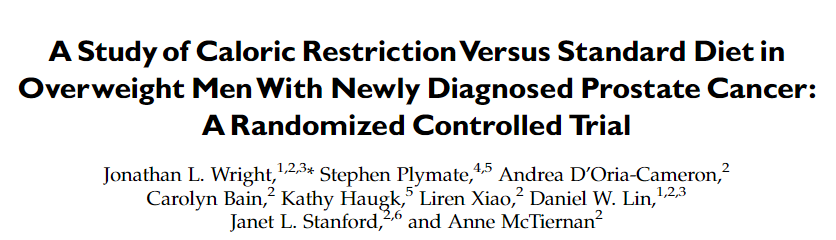 A Study of Caloric Restriction Versus Standard Diet in
Overweight Men With Newly Diagnosed Prostate Cancer:
A Randomized Controlled Trial
Jonathan L. Wright,1,2,3* Stephen Plymate,4,5 Andrea D'Oria-Cameron,2
Carolyn Bain,2 Kathy Haugk,5 Liren Xiao,2 Daniel W. Lin,1,2,3
Janet L. Stanford,2,6 and Anne McTiernan2